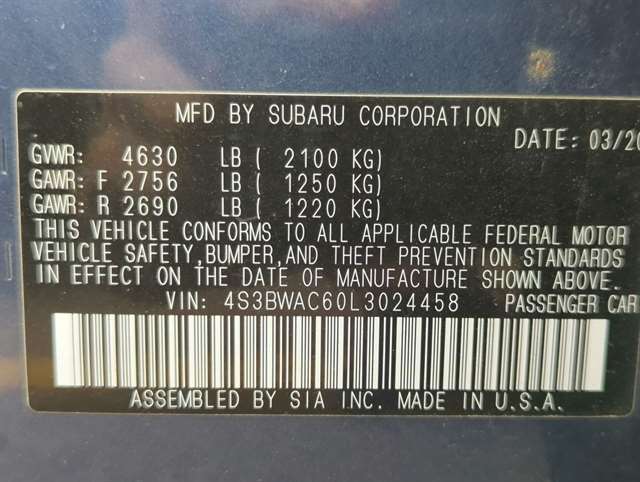 MFD BY SUBARU CORPORATION
DATE: 03/20
GVWR: 4630 LB ( 2100 KG)
GAWR: F 2756 LB ( 1250 KG)
GAWR: R 2690 LB ( 1220 KG)
THIS VEHICLE CONFORMS TO ALL APPLICABLE FEDERAL MOTOR
VEHICLE SAFETY,BUMPER,AND THEFT PREVENTION STANDARDS
IN EFFECT ON THE DATE OF MANUFACTURE SHOWN ABOVE.
VIN: 4S3BWAC60L3024458 PASSENGER CAR
ASSEMBLED BY SIA INC. MADE IN U.S.A.